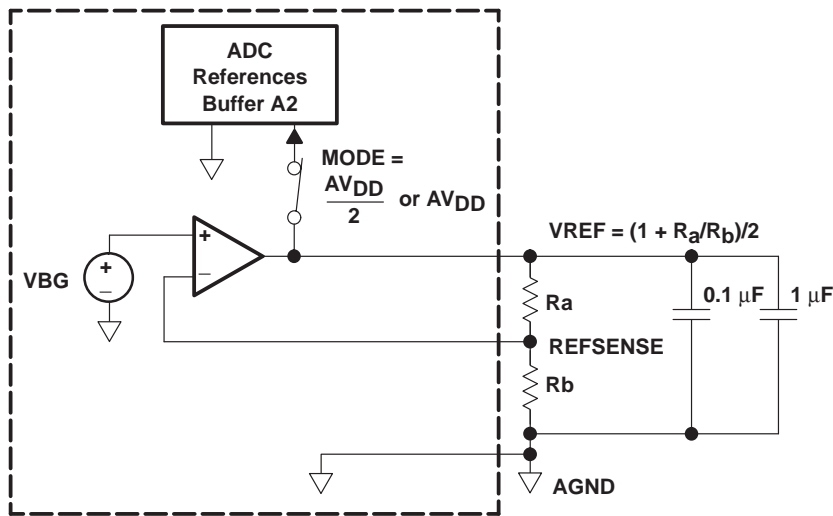 ADC
References
Buffer A2
MODE =
AVDD
2
or AVDD
VREF = (1 + Ra/Rb)/2
+
−
+
−
VBG
Ra
0.1 μF
1 μF
REFSENSE
Rb
AGND